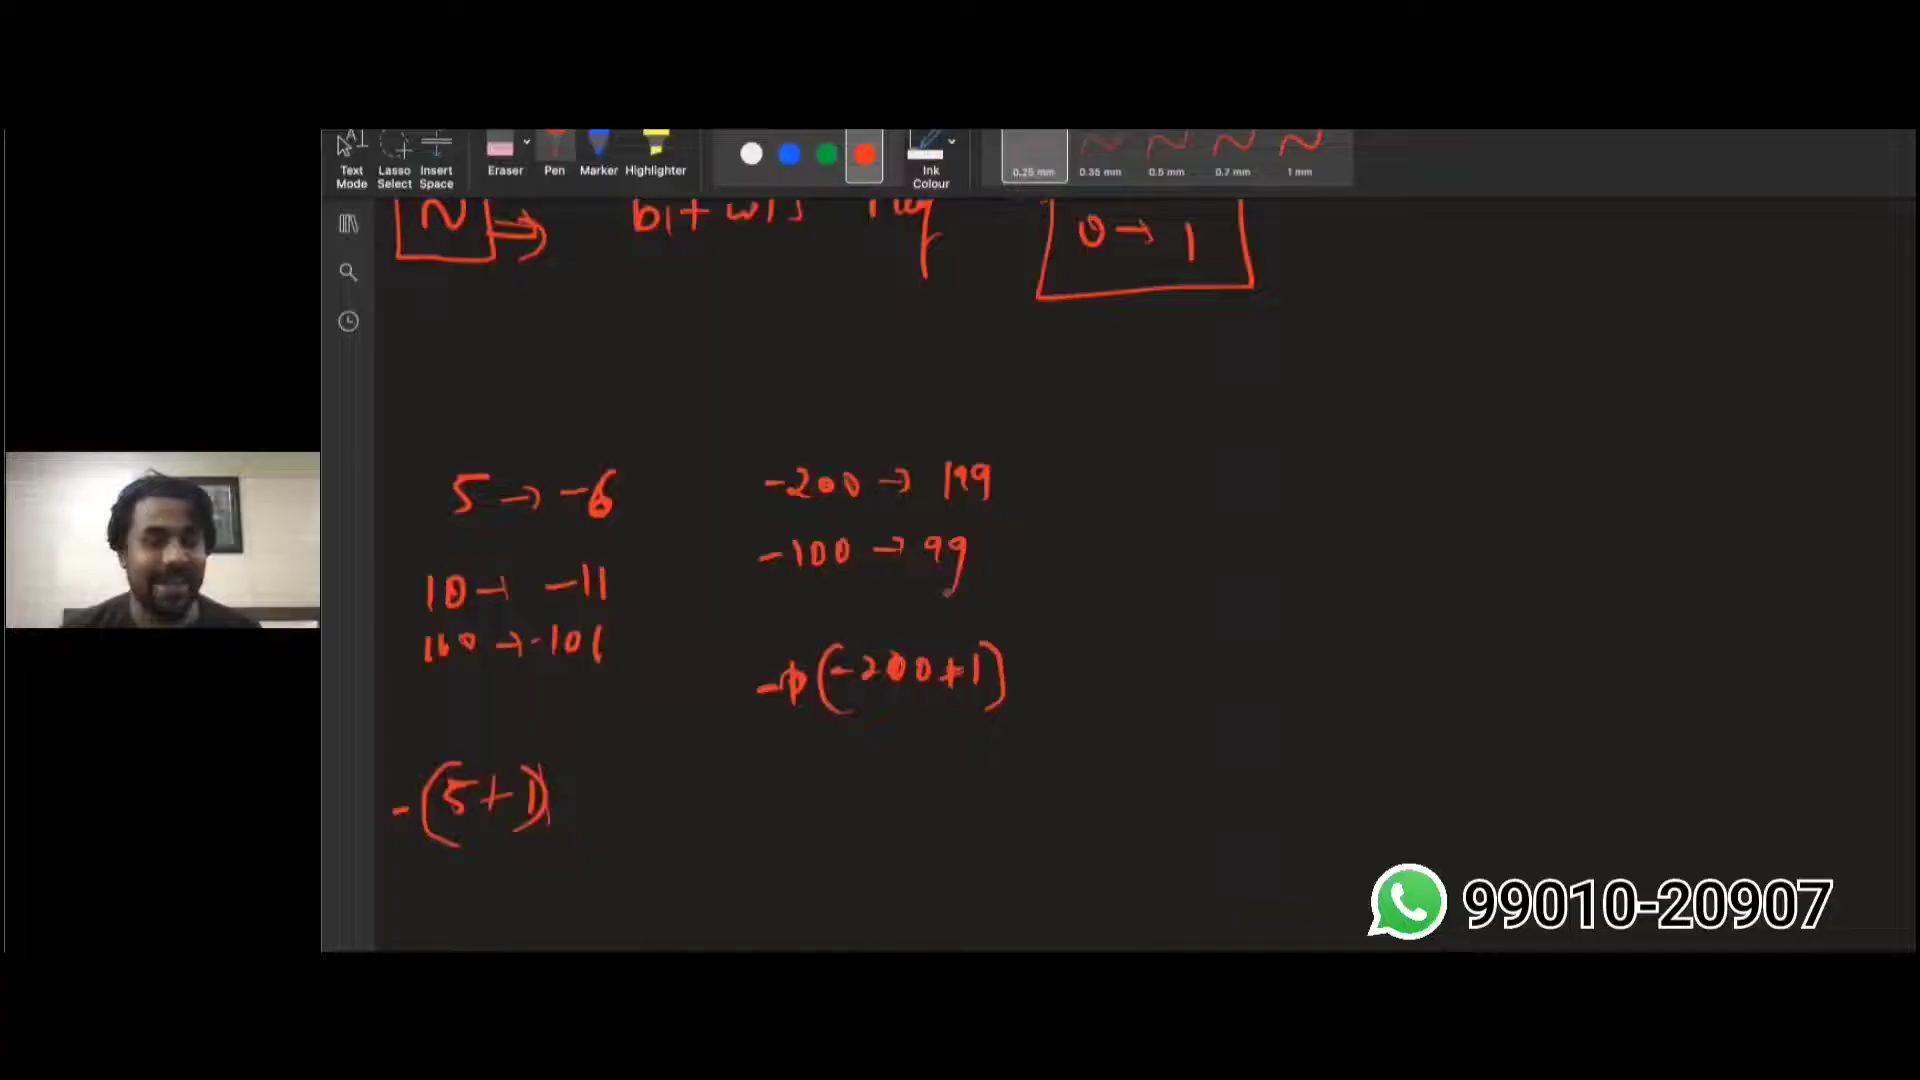 Text Mode
Lasso Select
Insert Space
Eraser
Pen
Marker
Highlighter
Ink Colour
0.25 mm
0.35 mm
0.5 mm
0.7 mm
1 mm
~ ⇒
0 → 1
5 → -6
10 → -11
100 → -101
-200 → 199
-100 → 99
-(-200+1)
-(5+1)
99010-20907